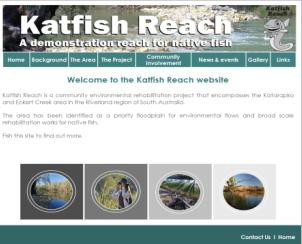 Katfish Reach
Katfish Reach
A demonstration reach for native fish
Home Background The Area The Project Community involvement News & events Gallery Links
Welcome to the Katfish Reach website
Katfish Reach is a community environmental rehabilitation project that encompasses the Katarapko
and Eckert Creek area in the Riverland region of South Australia.
The area has been identified as a priority floodplain for environmental flows and broad scale
rehabilitation works for native fish.
Fish this site to find out more.
Contact Us | Home